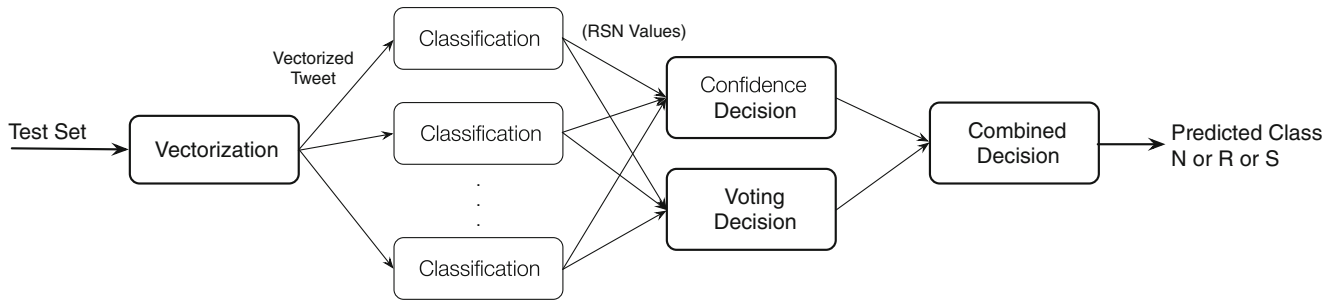 Test Set
Vectorization
Vectorized
Tweet
Classification
Classification
.
.
.
Classification
(RSN Values)
Confidence
Decision
Voting
Decision
Combined
Decision
Predicted Class
N or R or S